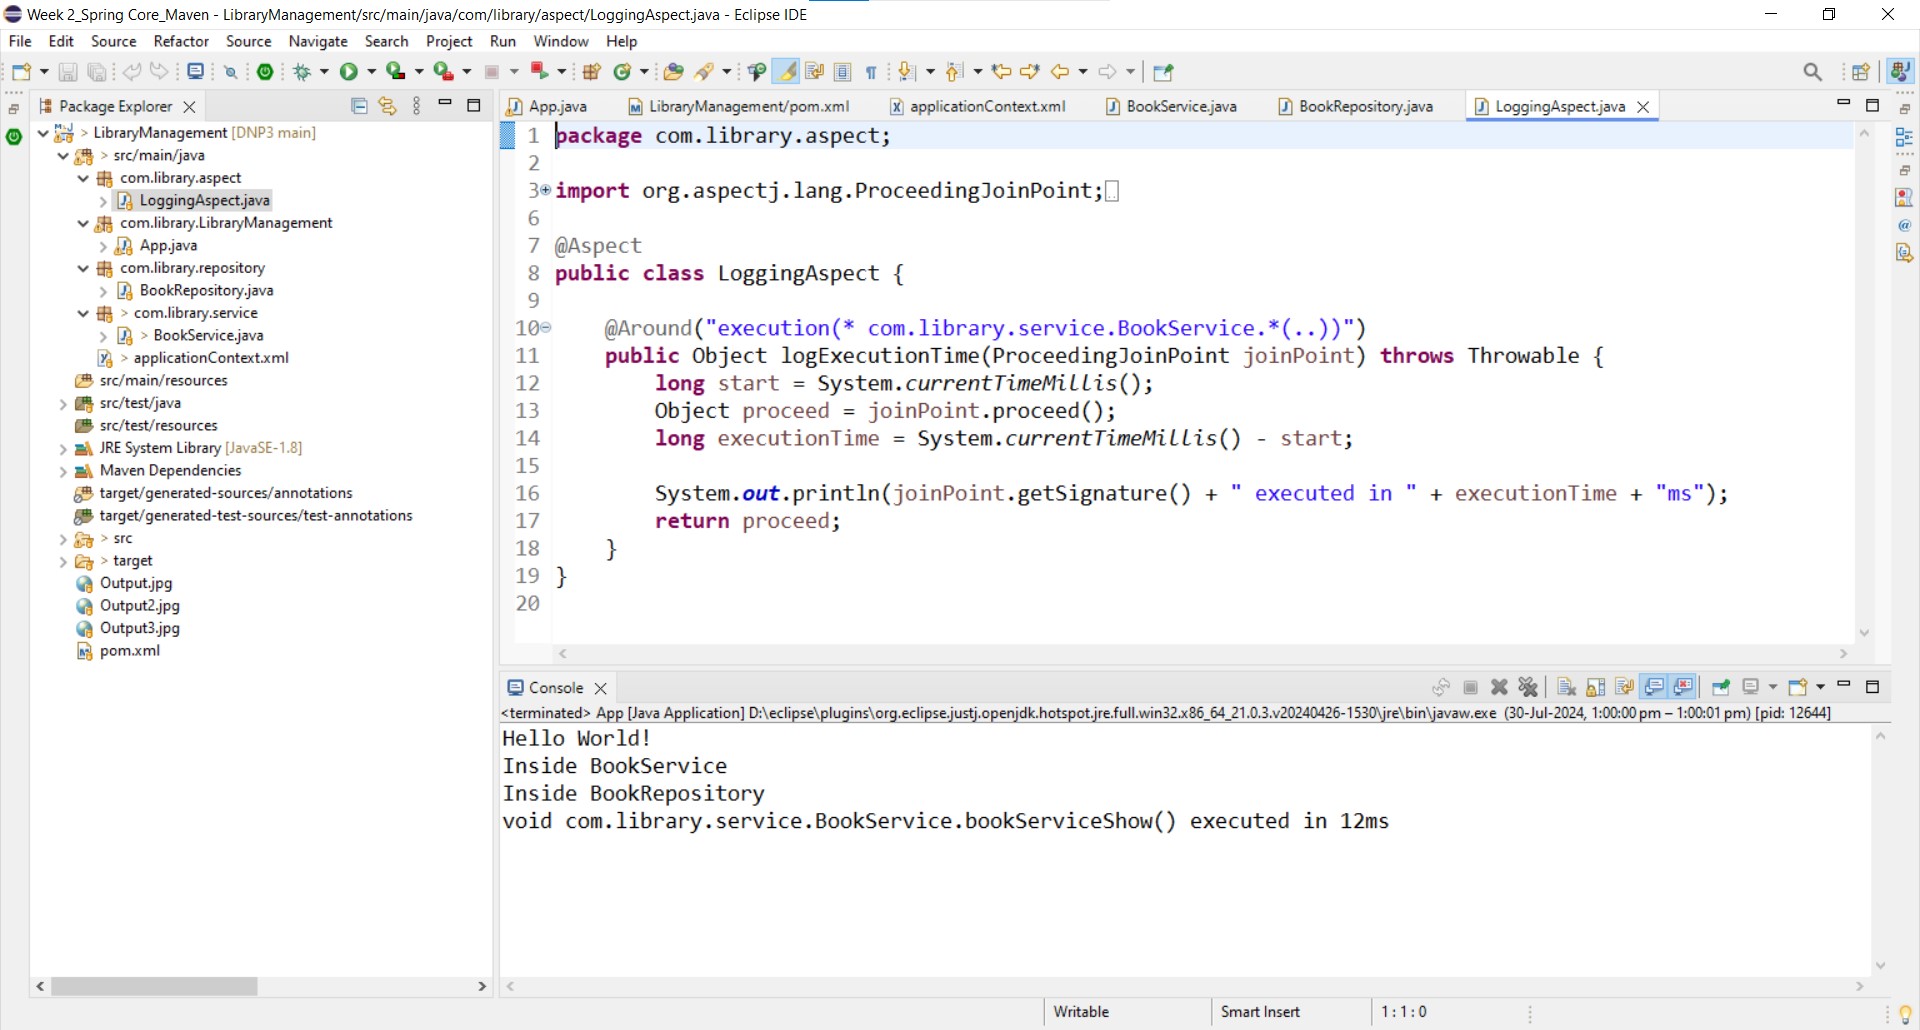 Week 2_Spring Core_Maven - LibraryManagement/src/main/java/com/library/aspect/LoggingAspect.java - Eclipse IDE
File Edit Source Refactor Source Navigate Search Project Run Window Help
Package Explorer
LibraryManagement [DNP3 main]
src/main/java
com.library.aspect
LoggingAspect.java
com.library.LibraryManagement
App.java
com.library.repository
BookRepository.java
com.library.service
BookService.java
applicationContext.xml
src/main/resources
src/test/java
src/test/resources
JRE System Library [JavaSE-1.8]
Maven Dependencies
target/generated-sources/annotations
target/generated-test-sources/test-annotations
src
target
Output.jpg
Output2.jpg
Output3.jpg
pom.xml
App.java LibraryManagement/pom.xml applicationContext.xml BookService.java BookRepository.java LoggingAspect.java
1 package com.library.aspect;
2
3 import org.aspectj.lang.ProceedingJoinPoint;
6
7 @Aspect
8 public class LoggingAspect {
9
10 @Around("execution(* com.library.service.BookService.*(..))")
11 public Object logExecutionTime(ProceedingJoinPoint joinPoint) throws Throwable {
12 long start = System.currentTimeMillis();
13 Object proceed = joinPoint.proceed();
14 long executionTime = System.currentTimeMillis() - start;
15
16 System.out.println(joinPoint.getSignature() + " executed in " + executionTime + "ms");
17 return proceed;
18 }
19 }
20
Console
<terminated> App [Java Application] D:\eclipse\plugins\org.eclipse.justj.openjdk.hotspot.jre.full.win32.x86_64_21.0.3.v20240426-1530\jre\bin\javaw.exe (30-Jul-2024, 1:00:00 pm – 1:00:01 pm) [pid: 12644]
Hello World!
Inside BookService
Inside BookRepository
void com.library.service.BookService.bookServiceShow() executed in 12ms
Writable Smart Insert 1 : 1 : 0